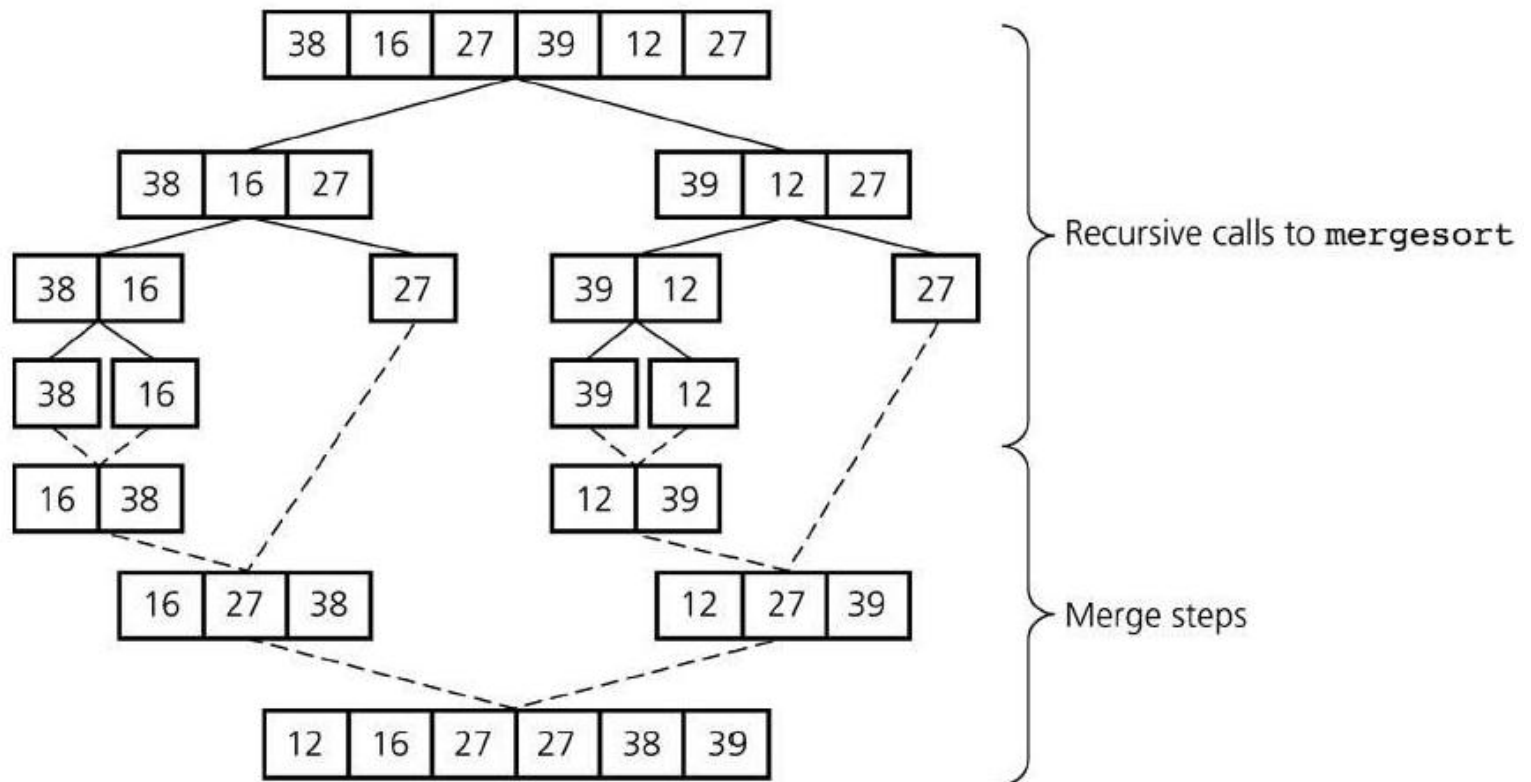 38 16 27 39 12 27
38 16 27 39 12 27
Recursive calls to mergesort
38 16 27 39 12 27
38 16 39 12
16 38 12 39
16 27 38 12 27 39
Merge steps
12 16 27 27 38 39